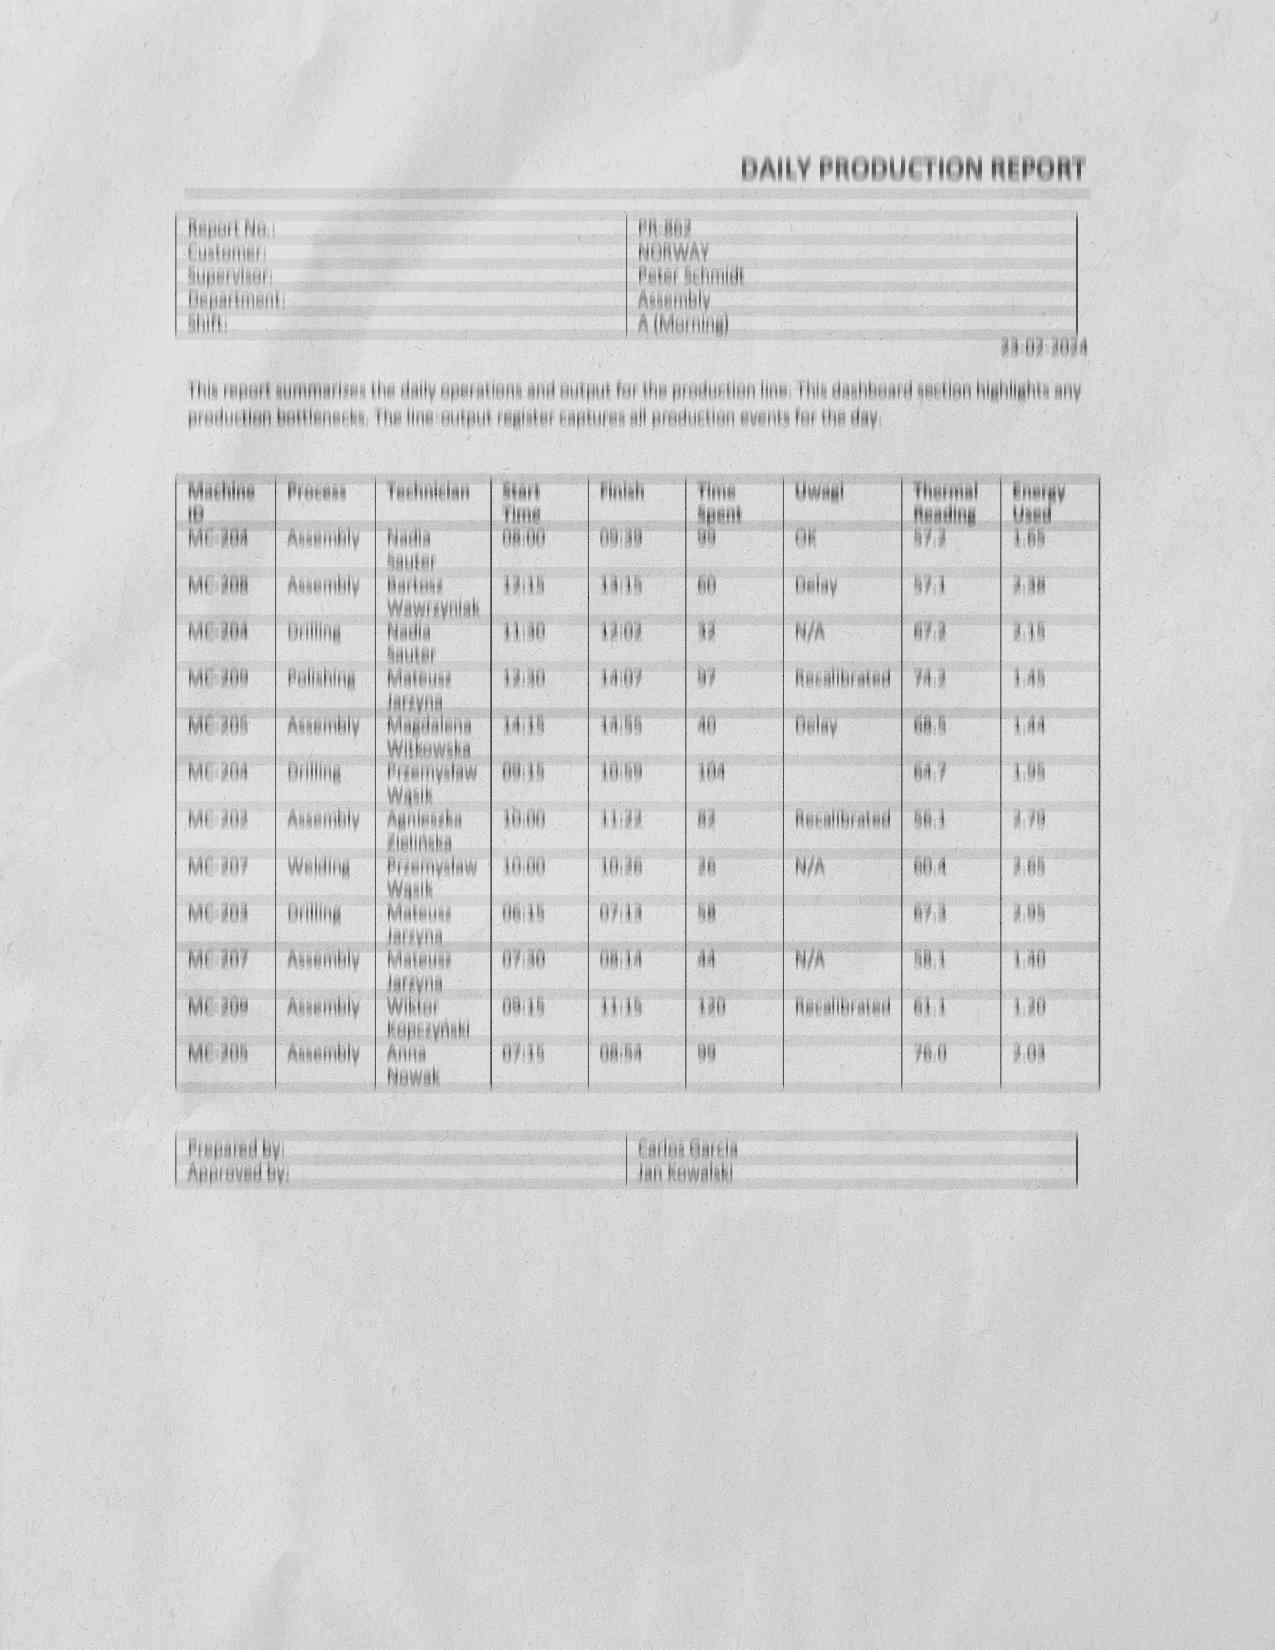 DAILY PRODUCTION REPORT
Report No.: PR-862
Customer: NORWAY
Supervisor: Peter Schmidt
Department: Assembly
Shift: A (Morning)
23-02-2024
This report summarizes the daily operations and output for the production line. This dashboard section highlights any
production bottlenecks. The line-output register captures all production events for the day.
Machine Process Technician Start Finish Time Uwagi Thermal Energy
ID Time Spent Reading Used
MC-204 Assembly Nadia 08:00 09:39 99 OK 57.2 1.65
Sauter
MC-208 Assembly Bartosz 12:15 13:15 60 Delay 57.1 2.38
Wawrzyniak
MC-204 Drilling Nadia 11:30 12:02 32 N/A 67.2 2.15
Sauter
MC-209 Polishing Mateusz 12:30 14:07 97 Recalibrated 74.2 1.45
Jarzyna
MC-205 Assembly Magdalena 14:15 14:55 40 Delay 68.5 1.44
Witkowska
MC-204 Drilling Przemysław 09:15 10:59 104 64.7 1.95
Wąsik
MC-202 Assembly Agnieszka 10:00 11:22 82 Recalibrated 56.1 2.79
Zielińska
MC-207 Welding Przemysław 10:00 N/A 60.4 2.65
Wąsik
MC-203 Drilling Mateusz 06:15 07:13 58 67.3 2.95
Jarzyna
MC-207 Assembly Mateusz 07:30 08:14 44 N/A 58.1 1.40
Jarzyna
MC-209 Assembly Wiktor 09:15 11:15 120 Recalibrated 61.1 1.20
Kopczyński
MC-205 Assembly Anna 07:15 08:54 99 76.0 2.03
Nowak
Prepared by: Carlos Garcia
Approved by: Jan Kowalski